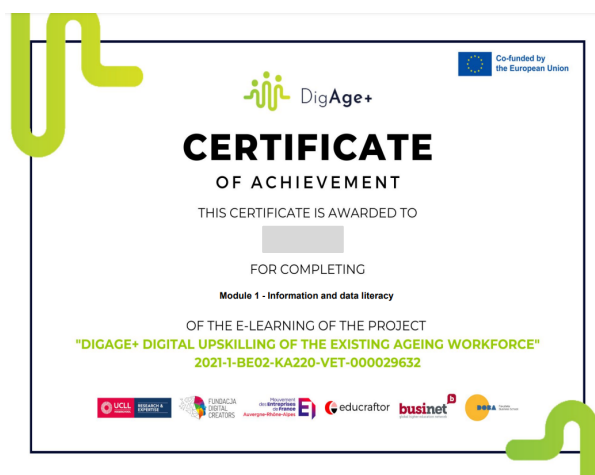 Co-funded by
the European Union
DigAge+
CERTIFICATE
OF ACHIEVEMENT
THIS CERTIFICATE IS AWARDED TO
FOR COMPLETING
Module 1 - Information and data literacy
OF THE E-LEARNING OF THE PROJECT
"DIGAGE+ DIGITAL UPSKILLING OF THE EXISTING AGEING WORKFORCE"
2021-1-BE02-KA220-VET-000029632
UCLL
RESEARCH &
EXPERTISE
FUNDACJA
DIGITAL
CREATORS
Mouvement
des Entreprises
de France
Auvergne-Rhône-Alpes
educraftor
businet
DOBA